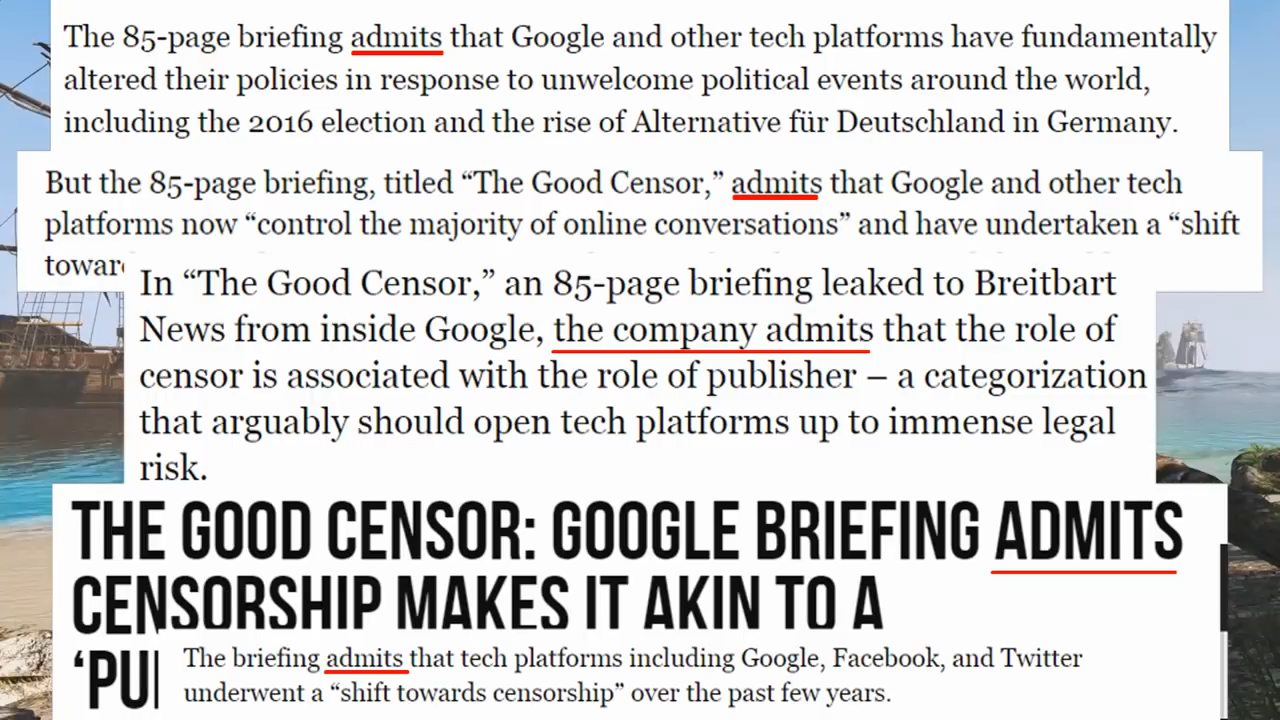 The 85-page briefing admits that Google and other tech platforms have fundamentally
altered their policies in response to unwelcome political events around the world,
including the 2016 election and the rise of Alternative für Deutschland in Germany.
But the 85-page briefing, titled “The Good Censor,” admits that Google and other tech
platforms now “control the majority of online conversations” and have undertaken a “shift
In “The Good Censor,” an 85-page briefing leaked to Breitbart
News from inside Google, the company admits that the role of
censor is associated with the role of publisher – a categorization
that arguably should open tech platforms up to immense legal
risk.
THE GOOD CENSOR: GOOGLE BRIEFING ADMITS
CENSORSHIP MAKES IT AKIN TO A
The briefing admits that tech platforms including Google, Facebook, and Twitter
underwent a “shift towards censorship” over the past few years.